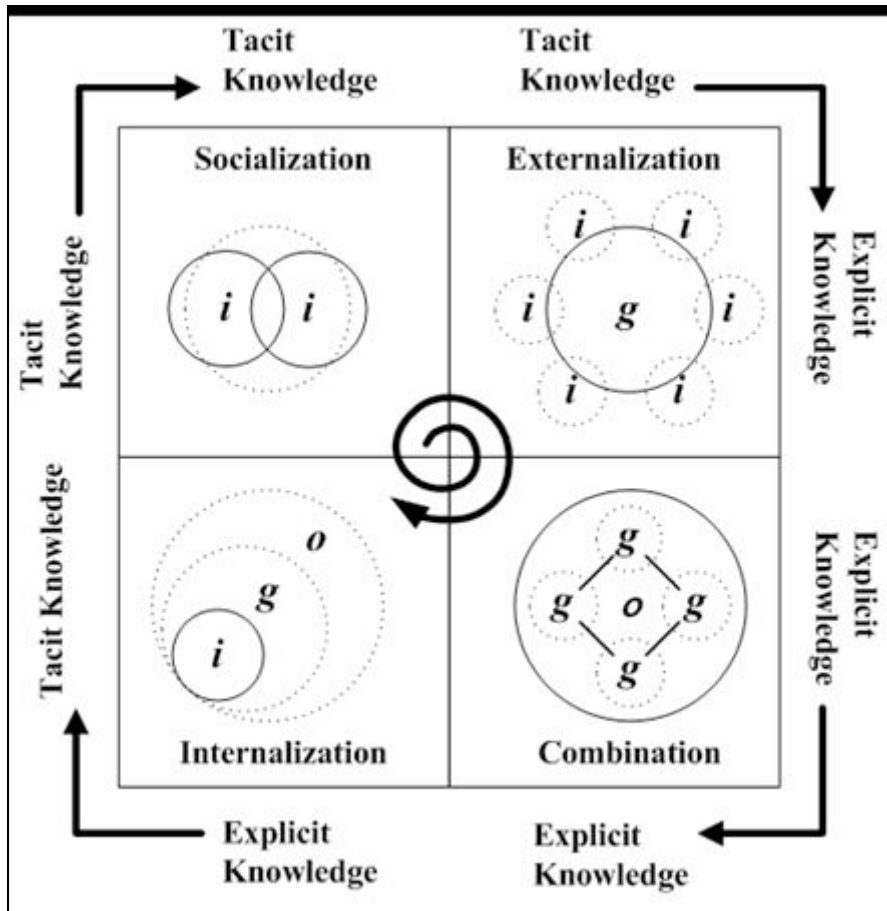 Tacit
Knowledge
Tacit
Knowledge
Socialization
Externalization
i
i
i
i
i
i
g
i
i
i
Tacit
Knowledge
Explicit
Knowledge
o
g
i
g
g
o
g
g
Tacit Knowledge
Explicit
Knowledge
Internalization
Combination
Explicit
Knowledge
Explicit
Knowledge